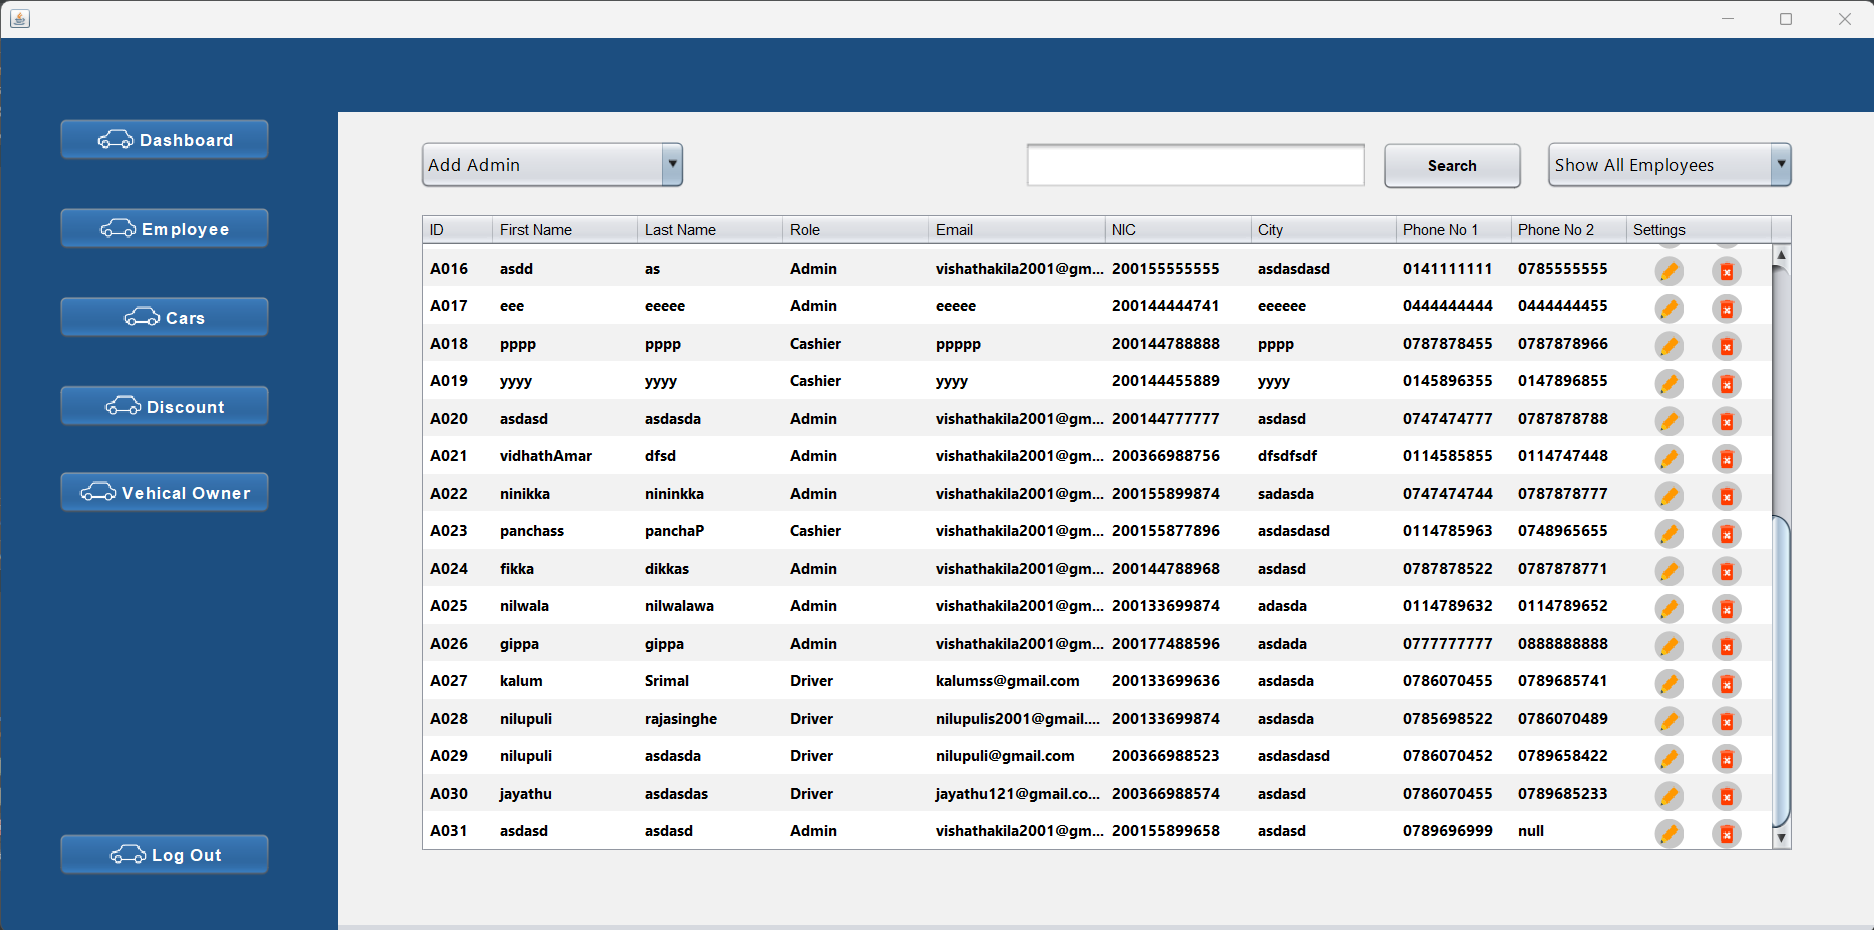 Dashboard
Employee
Cars
Discount
Vehical Owner
Log Out
Add Admin Search Show All Employees
ID First Name Last Name Role Email NIC City Phone No 1 Phone No 2 Settings
A016 asdd as Admin vishathakila2001@gm... 200155555555 asdasdasd 0141111111 0785555555
A017 eee eeeee Admin eeeee 200144444741 eeeeee 0444444444 0444444455
A018 pppp pppp Cashier ppppp 200144788888 pppp 0787878455 0787878966
A019 yyyy yyyy Cashier yyyy 200144455889 yyyy 0145896355 0147896855
A020 asdasd asdasda Admin vishathakila2001@gm... 200144777777 asdasd 0747474777 0787878788
A021 vidhathAmar dfsd Admin vishathakila2001@gm... 200366988756 dfsdfsdf 0114585855 0114747448
A022 ninikka nininkka Admin vishathakila2001@gm... 200155899874 sadasda 0747474744 0787878777
A023 panchass panchaP Cashier vishathakila2001@gm... 200155877896 asdasdasd 0114785963 0748965655
A024 fikka dikkas Admin vishathakila2001@gm... 200144788968 asdasd 0787878522 0787878771
A025 nilwala nilwalawa Admin vishathakila2001@gm... 200133699874 adasda 0114789632 0114789652
A026 gippa gippa Admin vishathakila2001@gm... 200177488596 asdada 0777777777 0888888888
A027 kalum Srimal Driver kalumss@gmail.com 200133699636 asdasda 0786070455 0789685741
A028 nilupuli rajasinghe Driver nilupulis2001@gmail.... 200133699874 asdasda 0785698522 0786070489
A029 nilupuli asdasda Driver nilupuli@gmail.com 200366988523 asdasdasd 0786070452 0789658422
A030 jayathu asdasdas Driver jayathu121@gmail.co... 200366988574 asdasd 0786070455 0789685233
A031 asdasd asdasd Admin vishathakila2001@gm... 200155899658 asdasd 0789696999 null